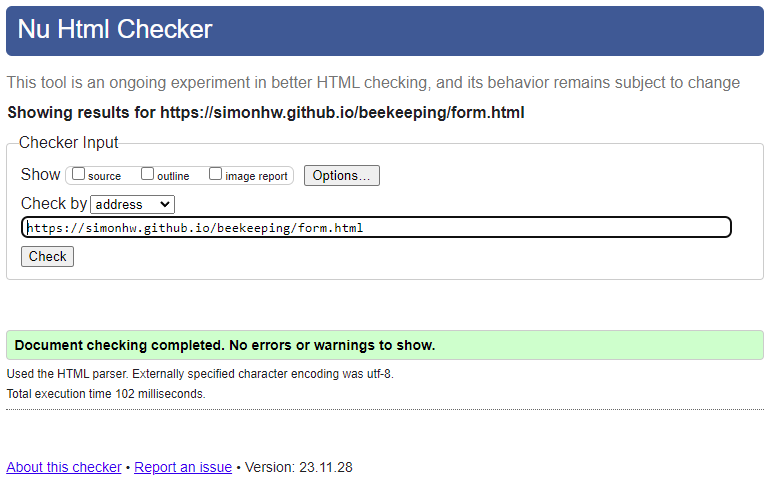 Nu Html Checker
This tool is an ongoing experiment in better HTML checking, and its behavior remains subject to change
Showing results for https://simonhw.github.io/beekeeping/form.html
Checker Input
Show source outline image report Options...
Check by address
https://simonhw.github.io/beekeeping/form.html
Check
Document checking completed. No errors or warnings to show.
Used the HTML parser. Externally specified character encoding was utf-8.
Total execution time 102 milliseconds.
About this checker • Report an issue • Version: 23.11.28